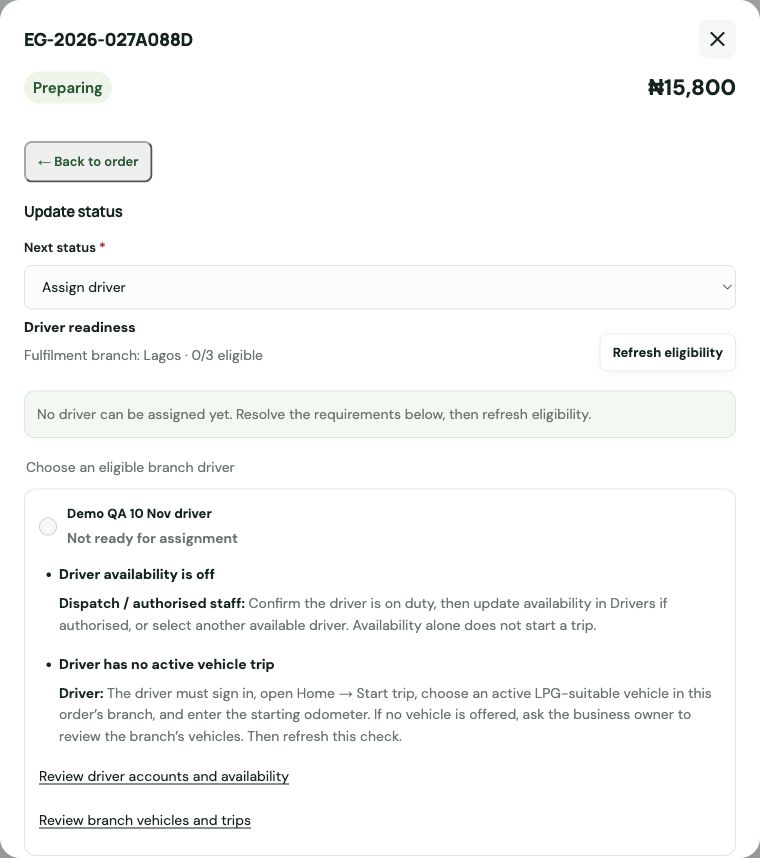 EG-2026-027A088D
Preparing
₦15,800
← Back to order
Update status
Next status *
Assign driver
Driver readiness
Fulfilment branch: Lagos · 0/3 eligible
Refresh eligibility
No driver can be assigned yet. Resolve the requirements below, then refresh eligibility.
Choose an eligible branch driver
Demo QA 10 Nov driver
Not ready for assignment
• Driver availability is off
Dispatch / authorised staff: Confirm the driver is on duty, then update availability in Drivers if
authorised, or select another available driver. Availability alone does not start a trip.
• Driver has no active vehicle trip
Driver: The driver must sign in, open Home → Start trip, choose an active LPG-suitable vehicle in this
order’s branch, and enter the starting odometer. If no vehicle is offered, ask the business owner to
review the branch’s vehicles. Then refresh this check.
Review driver accounts and availability
Review branch vehicles and trips